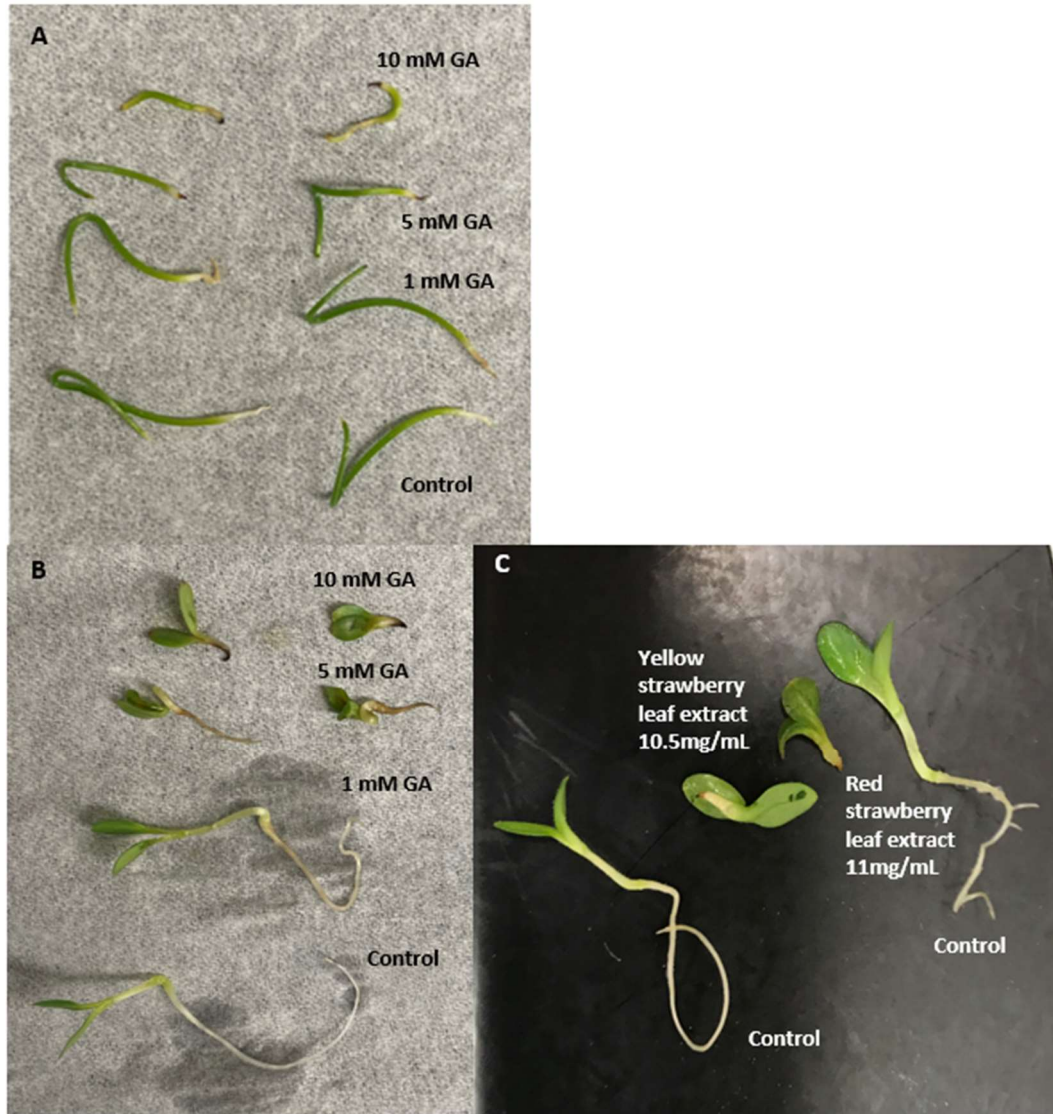 A
10 mM GA
5 mM GA
1 mM GA
Control
B
10 mM GA
5 mM GA
1 mM GA
Control
C
Yellow
strawberry
leaf extract
10.5mg/mL
Red
strawberry
leaf extract
11mg/mL
Control
Control